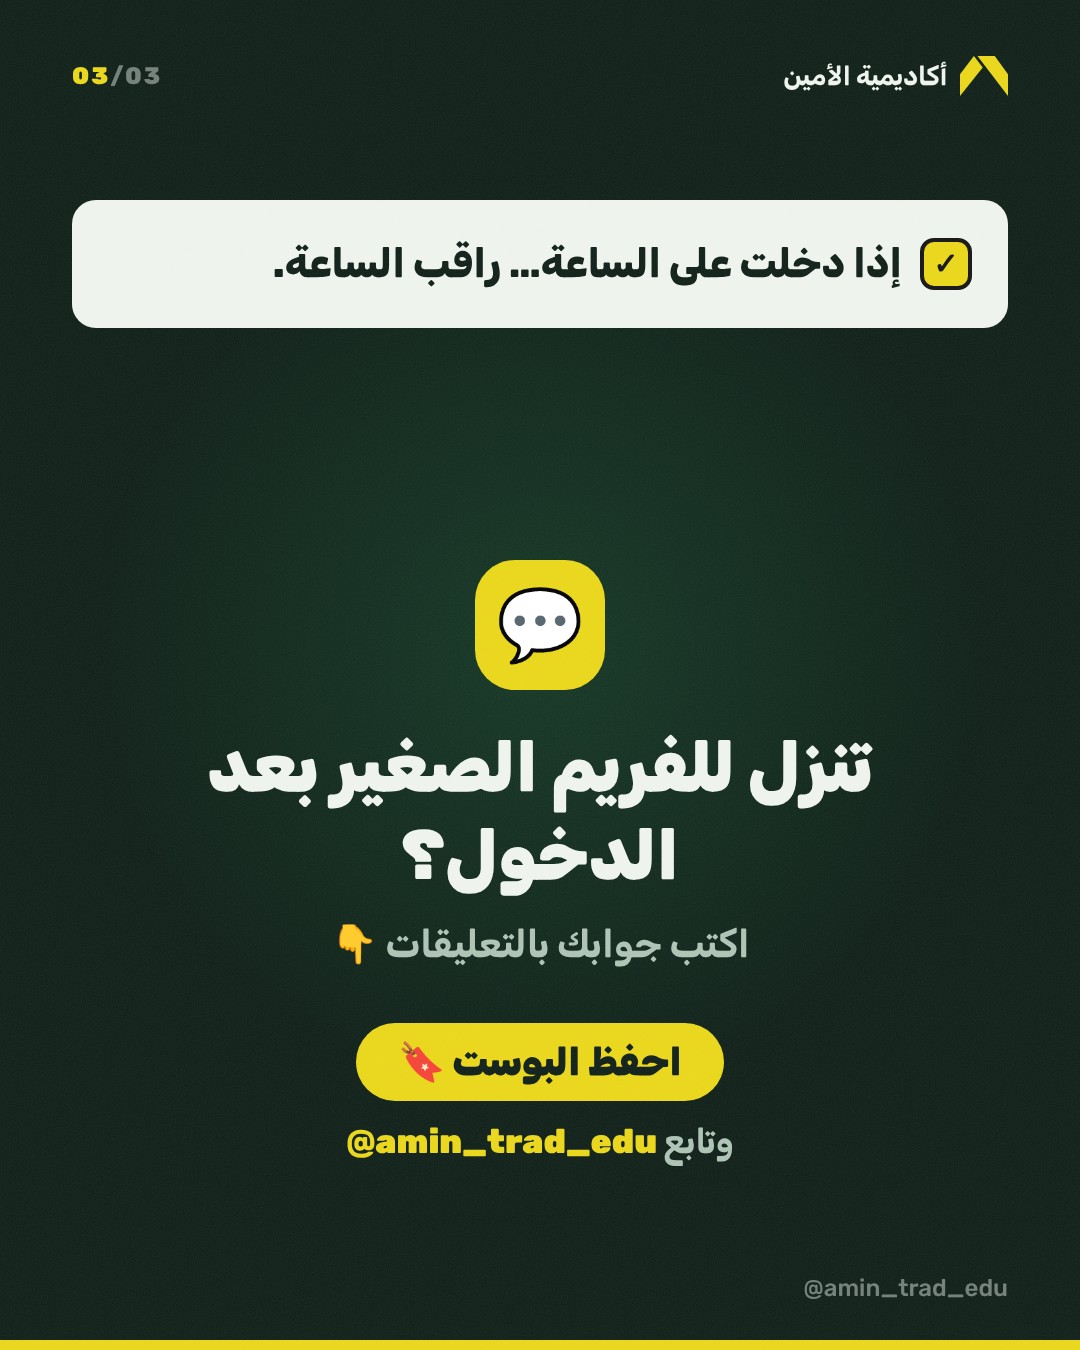 أكاديمية الأمين
03/03
إذا دخلت على الساعة... راقب الساعة.
تنزل للفريم الصغير بعد
الدخول؟
اكتب جوابك بالتعليقات 👇
احفظ البوست 🔖
وتابع @amin_trad_edu
@amin_trad_edu